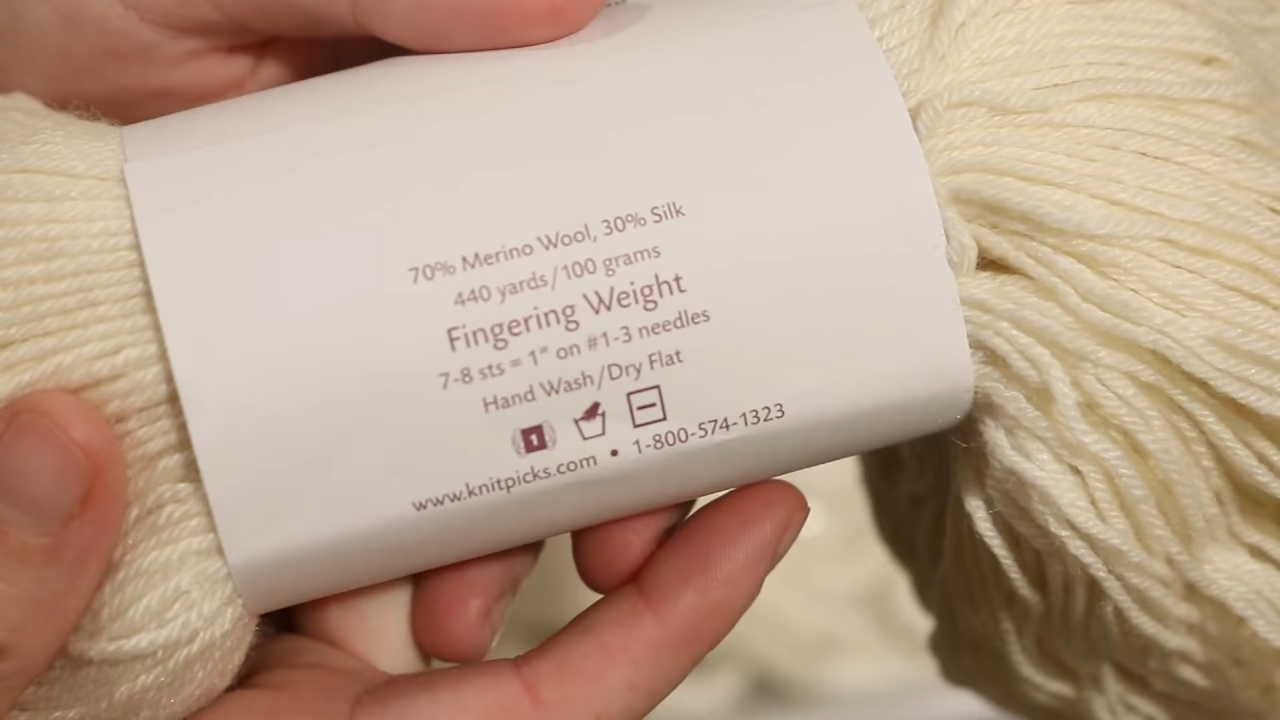 70% Merino Wool, 30% Silk
440 yards/100 grams
Fingering Weight
7-8 sts = 1" on #1-3 needles
Hand Wash/Dry Flat
1
www.knitpicks.com • 1-800-574-1323